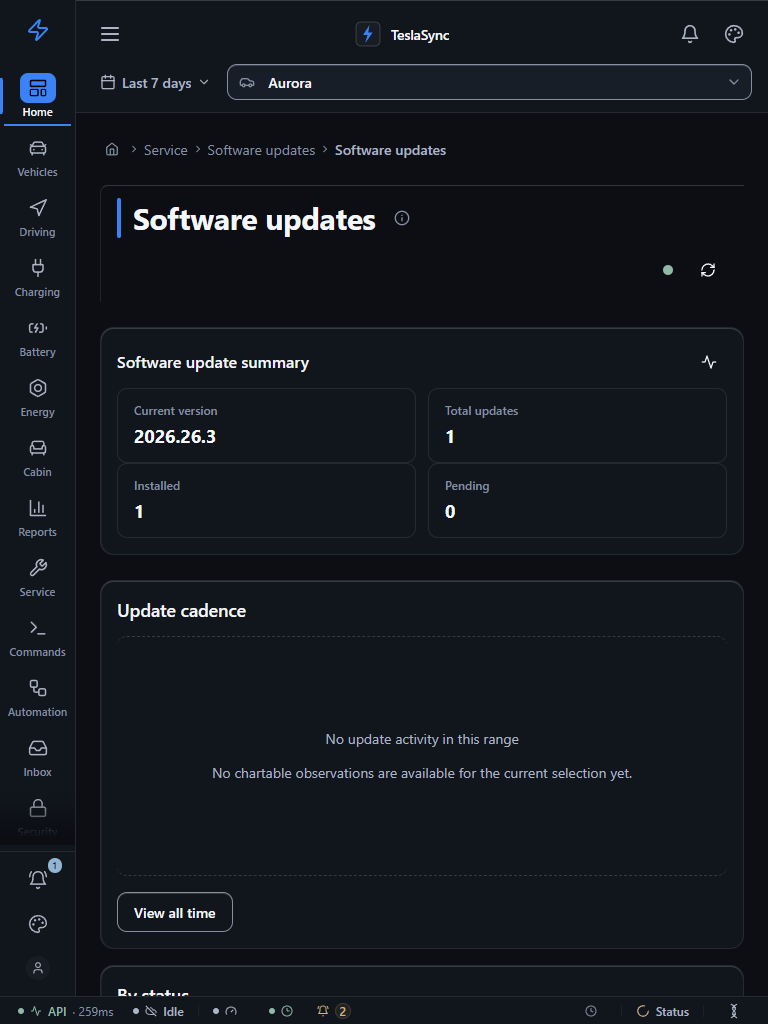 TeslaSync
Last 7 days
Aurora
Home
Vehicles
Driving
Charging
Battery
Energy
Cabin
Reports
Service
Commands
Automation
Inbox
Security
1
Service
Software updates
Software updates
Software updates
Software update summary
Current version
2026.26.3
Total updates
1
Installed
1
Pending
0
Update cadence
No update activity in this range
No chartable observations are available for the current selection yet.
View all time
By status
API · 259ms
Idle
2
Status